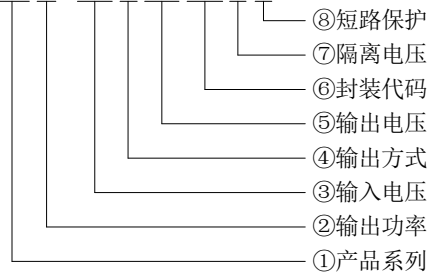 ⑧短路保护
⑦隔离电压
⑥封装代码
⑤输出电压
④输出方式
③输入电压
②输出功率
①产品系列